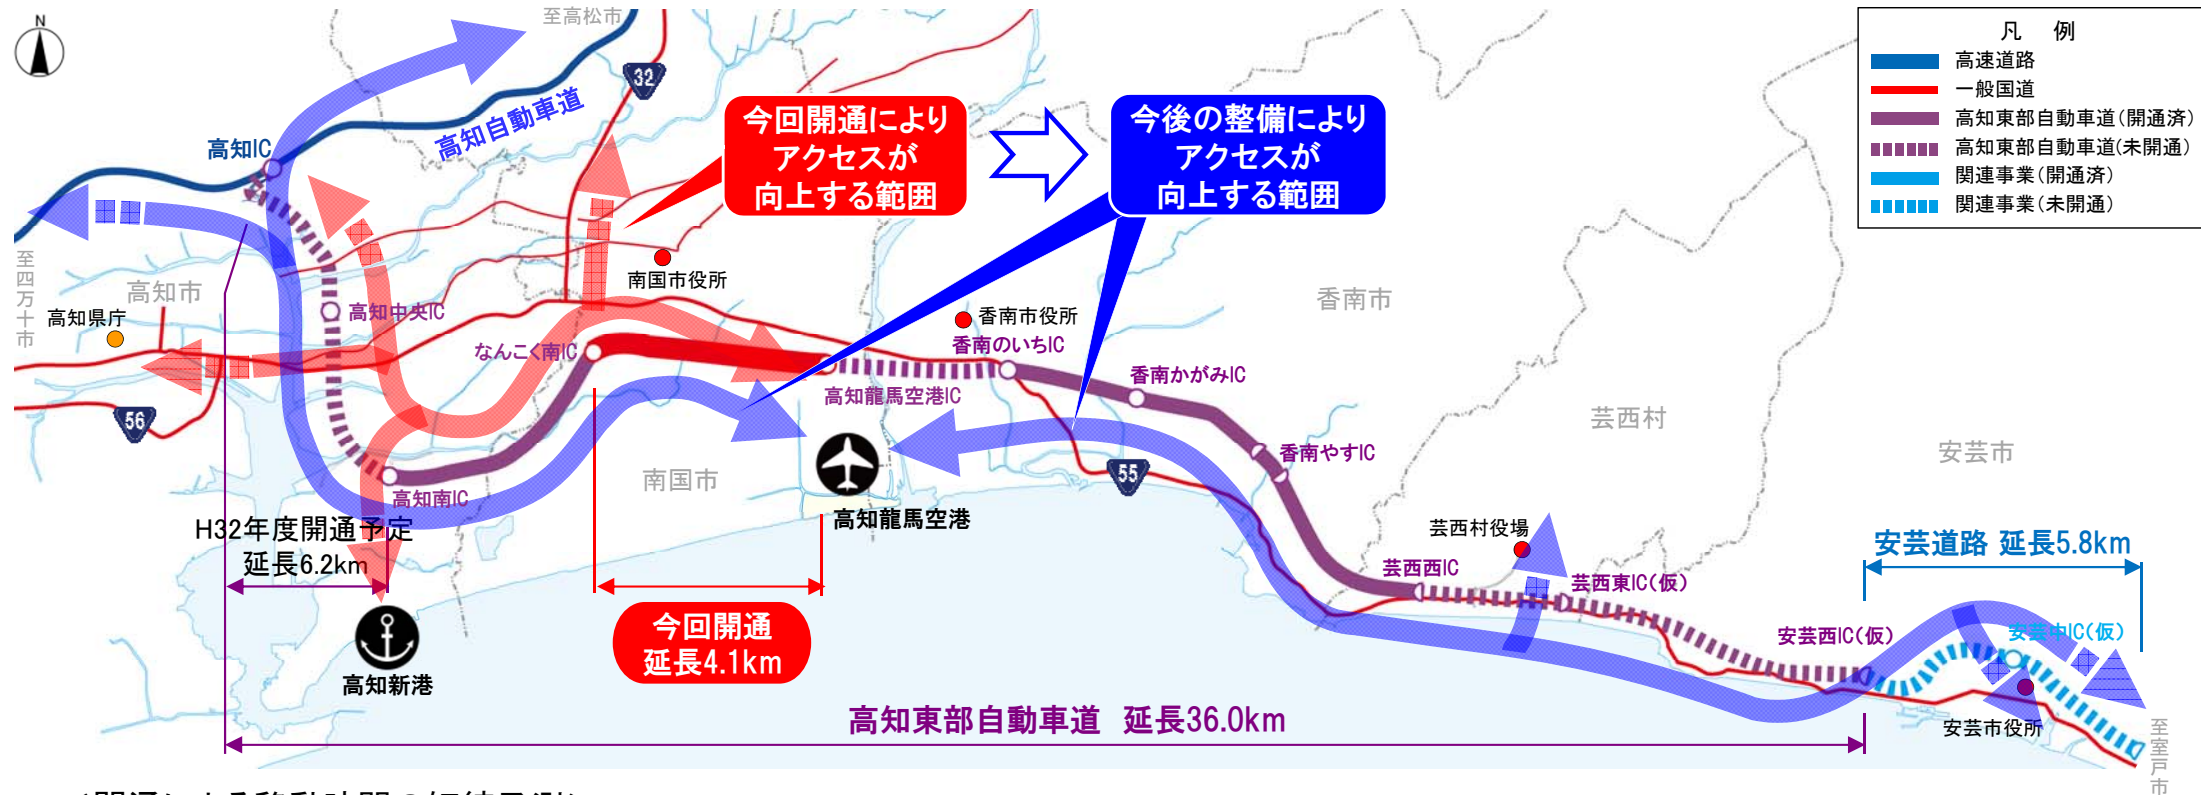 N
至高松市
32
高知自動車道
高知IC
今回開通により
アクセスが
向上する範囲
今後の整備により
アクセスが
向上する範囲
凡 例
高速道路
一般国道
高知東部自動車道(開通済)
高知東部自動車道(未開通)
関連事業(開通済)
関連事業(未開通)
至四万十市
高知市
高知県庁
高知中央IC
南国市役所
なんこく南IC
香南市役所
香南のいちIC
香南市
高知龍馬空港IC
香南かがみIC
芸西村
安芸市
56
香南やすIC
55
高知南IC
南国市
高知龍馬空港
H32年度開通予定
延長6.2km
芸西村役場
芸西西IC
芸西東IC(仮)
安芸道路 延長5.8km
今回開通
延長4.1km
安芸西IC(仮)
安芸中IC(仮)
高知新港
高知東部自動車道 延長36.0km
安芸市役所
至室戸市